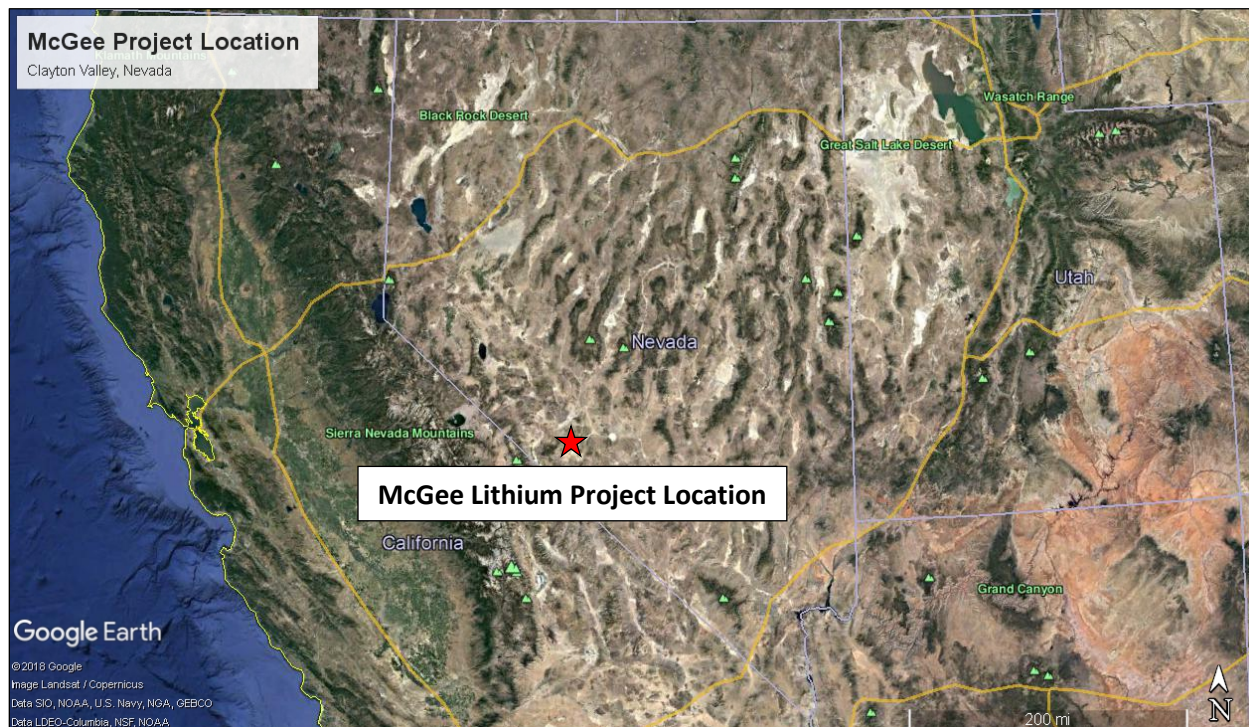 McGee Project Location
Klamath Mountains
Clayton Valley, Nevada
Black Rock Desert
Wasatch Range
Great Salt Lake Desert
Utah
Nevada
Sierra Nevada Mountains
McGee Lithium Project Location
California
Grand Canyon
Google Earth
©2018 Google
Image Landsat / Copernicus
Data SIO, NOAA, U.S. Navy, NGA, GEBCO
Data LDEO-Columbia, NSF, NOAA
200 mi
N